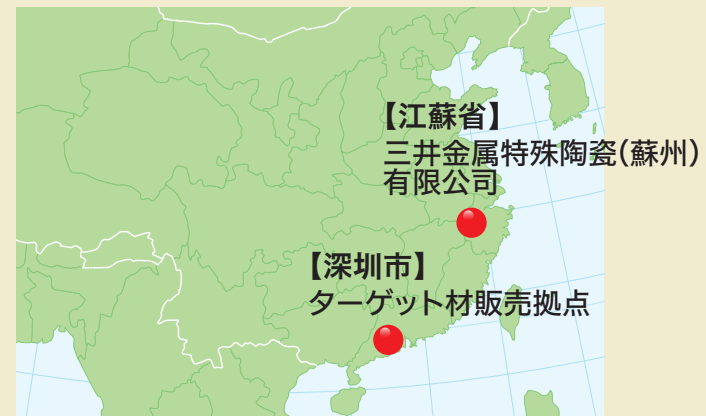 【江蘇省】
三井金属特殊陶瓷(蘇州)
有限公司
【深圳市】
ターゲット材販売拠点